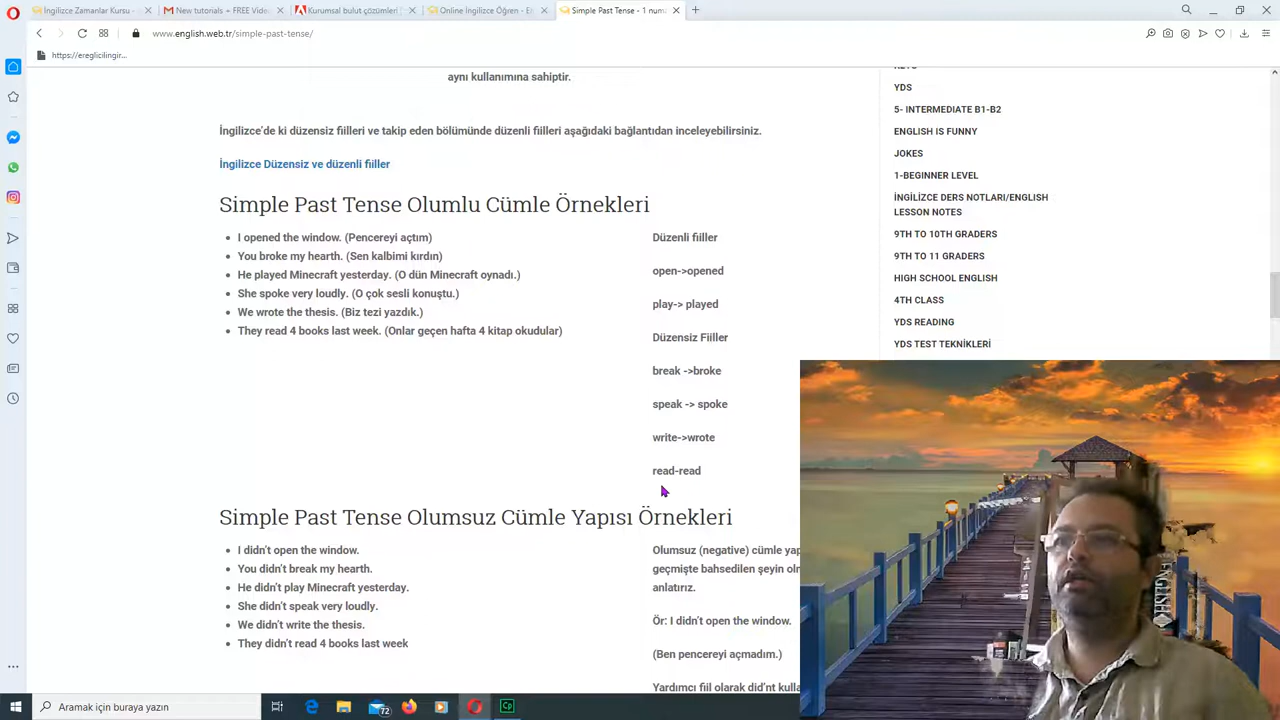 İngilizce Zamanlar Kursu -
New tutorials = FREE Vide
Kurumsal bulut çözümleri |
Online İngilizce Öğren - E
Simple Past Tense - 1 num
www.english.web.tr/simple-past-tense/
https://ereglicilingir...
aynı kullanımına sahiptir.
İngilizce'de ki düzensiz fiilleri ve takip eden bölümünde düzenli fiilleri aşağıdaki bağlantıdan inceleyebilirsiniz.
İngilizce Düzensiz ve düzenli fiiller
Simple Past Tense Olumlu Cümle Örnekleri
I opened the window. (Pencereyi açtım)
You broke my hearth. (Sen kalbimi kırdın)
He played Minecraft yesterday. (O dün Minecraft oynadı.)
She spoke very loudly. (O çok sesli konuştu.)
We wrote the thesis. (Biz tezi yazdık.)
They read 4 books last week. (Onlar geçen hafta 4 kitap okudular)
Düzenli fiiller
open->opened
play-> played
Düzensiz Fiiller
break ->broke
speak -> spoke
write->wrote
read-read
Simple Past Tense Olumsuz Cümle Yapısı Örnekleri
I didn't open the window.
You didn't break my hearth.
He didn't play Minecraft yesterday.
She didn't speak very loudly.
We didn't write the thesis.
They didn't read 4 books last week
Olumsuz (negative) cümle yap
geçmişte bahsedilen şeyin olm
anlatırız.
Ör: I didn't open the window.
(Ben pencereyi açmadım.)
Yardımcı fiil olarak did'nt kulla
YDS
5- INTERMEDIATE B1-B2
ENGLISH IS FUNNY
JOKES
1-BEGINNER LEVEL
İNGİLİZCE DERS NOTLARI/ENGLISH
LESSON NOTES
9TH TO 10TH GRADERS
9TH TO 11 GRADERS
HIGH SCHOOL ENGLISH
4TH CLASS
YDS READING
YDS TEST TEKNİKLERİ
ENGLISH
Aramak için buraya yazın
72
Cp